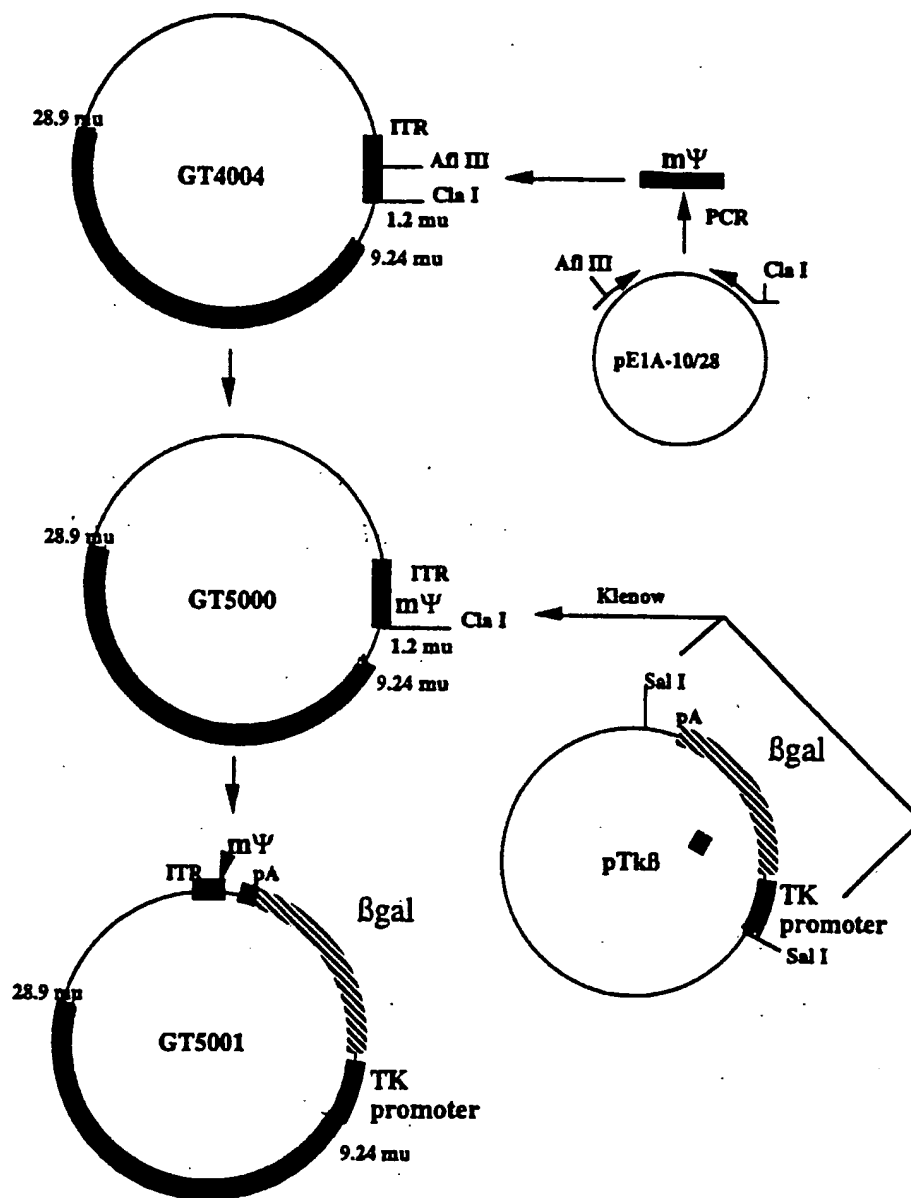 28.9 mu
ITR
GT4004
Afl III
Cla I
1.2 mu
9.24 mu
mΨ
PCR
Afl III
Cla I
pE1A-10/28
28.9 mu
ITR
GT5000
mΨ
Cla I
1.2 mu
9.24 mu
Klenow
Sal I
pA
ßgal
pTkß
TK
promoter
Sal I
mΨ
ITR
pA
ßgal
28.9 mu
GT5001
TK
promoter
9.24 mu